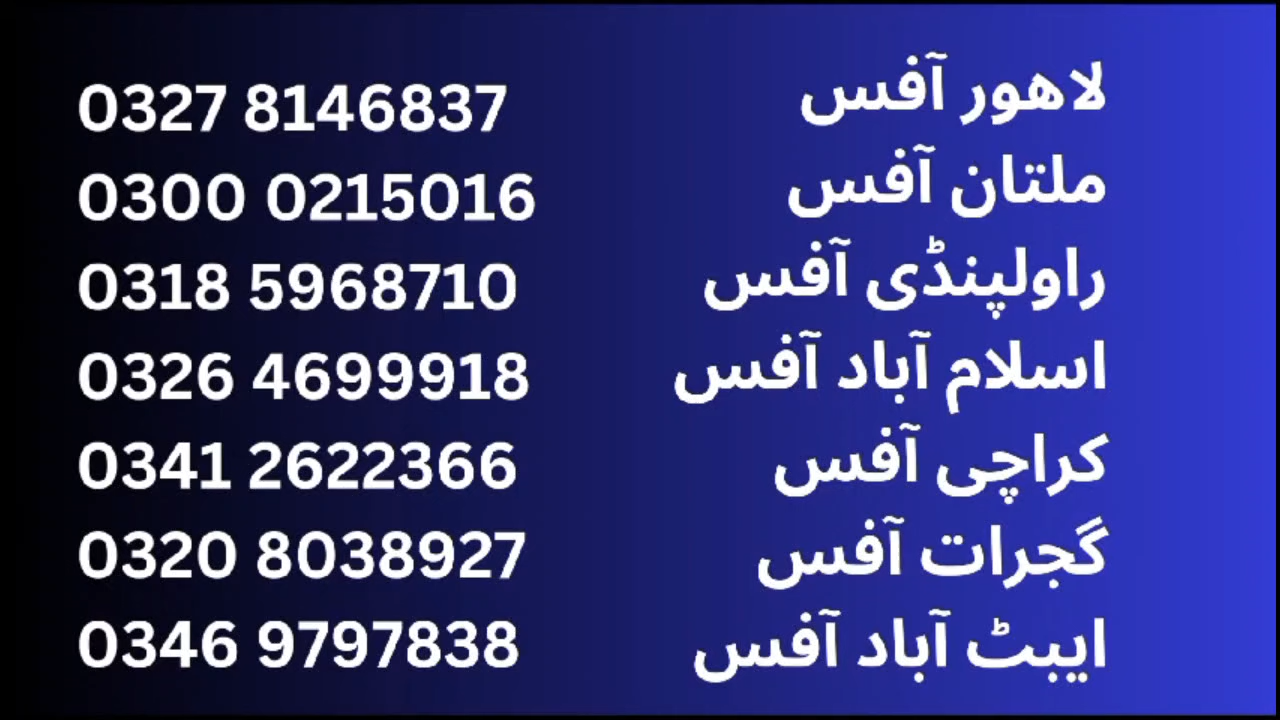 لاھور آفس 0327 8146837
ملتان آفس 0300 0215016
راولپنڈی آفس 0318 5968710
اسلام آباد آفس 0326 4699918
کراچی آفس 0341 2622366
گجرات آفس 0320 8038927
ایبٹ آباد آفس 0346 9797838